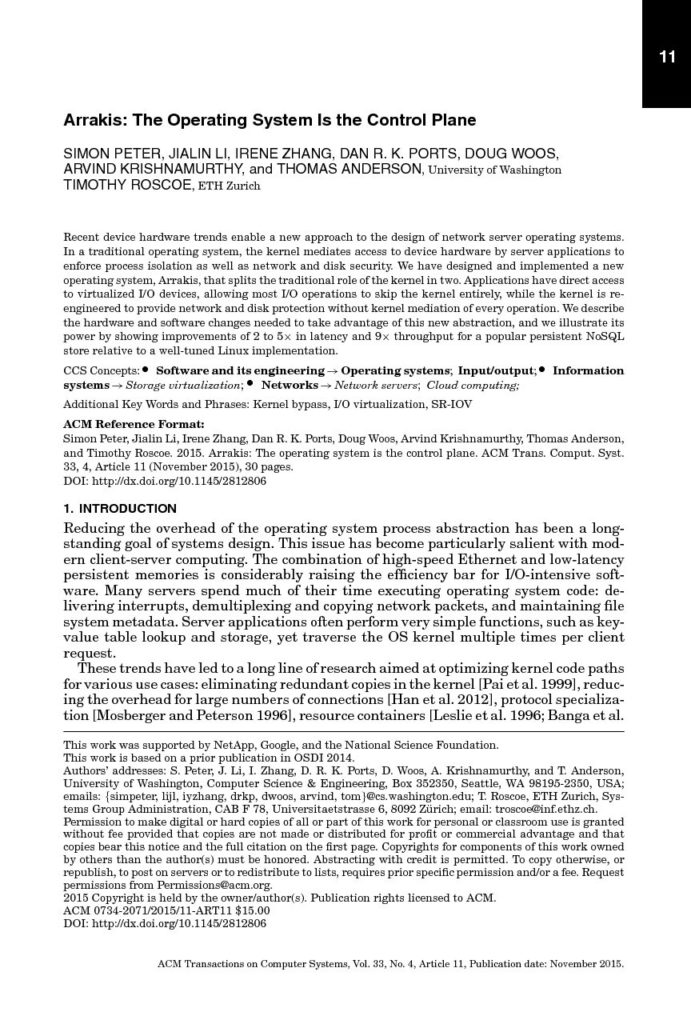 11
Arrakis: The Operating System Is the Control Plane
SIMON PETER, JIALIN LI, IRENE ZHANG, DAN R. K. PORTS, DOUG WOOS,
ARVIND KRISHNAMURTHY, and THOMAS ANDERSON, University of Washington
TIMOTHY ROSCOE, ETH Zurich
Recent device hardware trends enable a new approach to the design of network server operating systems.
In a traditional operating system, the kernel mediates access to device hardware by server applications to
enforce process isolation as well as network and disk security. We have designed and implemented a new
operating system, Arrakis, that splits the traditional role of the kernel in two. Applications have direct access
to virtualized I/O devices, allowing most I/O operations to skip the kernel entirely, while the kernel is re-
engineered to provide network and disk protection without kernel mediation of every operation. We describe
the hardware and software changes needed to take advantage of this new abstraction, and we illustrate its
power by showing improvements of 2 to 5× in latency and 9× throughput for a popular persistent NoSQL
store relative to a well-tuned Linux implementation.
CCS Concepts: • Software and its engineering → Operating systems; Input/output; • Information
systems → Storage virtualization; • Networks → Network servers; Cloud computing;
Additional Key Words and Phrases: Kernel bypass, I/O virtualization, SR-IOV
ACM Reference Format:
Simon Peter, Jialin Li, Irene Zhang, Dan R. K. Ports, Doug Woos, Arvind Krishnamurthy, Thomas Anderson,
and Timothy Roscoe. 2015. Arrakis: The operating system is the control plane. ACM Trans. Comput. Syst.
33, 4, Article 11 (November 2015), 30 pages.
DOI: http://dx.doi.org/10.1145/2812806
1. INTRODUCTION
Reducing the overhead of the operating system process abstraction has been a long-
standing goal of systems design. This issue has become particularly salient with mod-
ern client-server computing. The combination of high-speed Ethernet and low-latency
persistent memories is considerably raising the efficiency bar for I/O-intensive soft-
ware. Many servers spend much of their time executing operating system code: de-
livering interrupts, demultiplexing and copying network packets, and maintaining file
system metadata. Server applications often perform very simple functions, such as key-
value table lookup and storage, yet traverse the OS kernel multiple times per client
request.
These trends have led to a long line of research aimed at optimizing kernel code paths
for various use cases: eliminating redundant copies in the kernel [Pai et al. 1999], reduc-
ing the overhead for large numbers of connections [Han et al. 2012], protocol specializa-
tion [Mosberger and Peterson 1996], resource containers [Leslie et al. 1996; Banga et al.
This work was supported by NetApp, Google, and the National Science Foundation.
This work is based on a prior publication in OSDI 2014.
Authors' addresses: S. Peter, J. Li, I. Zhang, D. R. K. Ports, D. Woos, A. Krishnamurthy, and T. Anderson,
University of Washington, Computer Science & Engineering, Box 352350, Seattle, WA 98195-2350, USA;
emails: {simpeter, lijl, iyzhang, drkp, dwoos, arvind, tom}@cs.washington.edu; T. Roscoe, ETH Zurich, Sys-
tems Group Administration, CAB F 78, Universitaetstrasse 6, 8092 Zürich; email: troscoe@inf.ethz.ch.
Permission to make digital or hard copies of all or part of this work for personal or classroom use is granted
without fee provided that copies are not made or distributed for profit or commercial advantage and that
copies bear this notice and the full citation on the first page. Copyrights for components of this work owned
by others than the author(s) must be honored. Abstracting with credit is permitted. To copy otherwise, or
republish, to post on servers or to redistribute to lists, requires prior specific permission and/or a fee. Request
permissions from Permissions@acm.org.
2015 Copyright is held by the owner/author(s). Publication rights licensed to ACM.
ACM 0734-2071/2015/11-ART11 $15.00
DOI: http://dx.doi.org/10.1145/2812806
ACM Transactions on Computer Systems, Vol. 33, No. 4, Article 11, Publication date: November 2015.